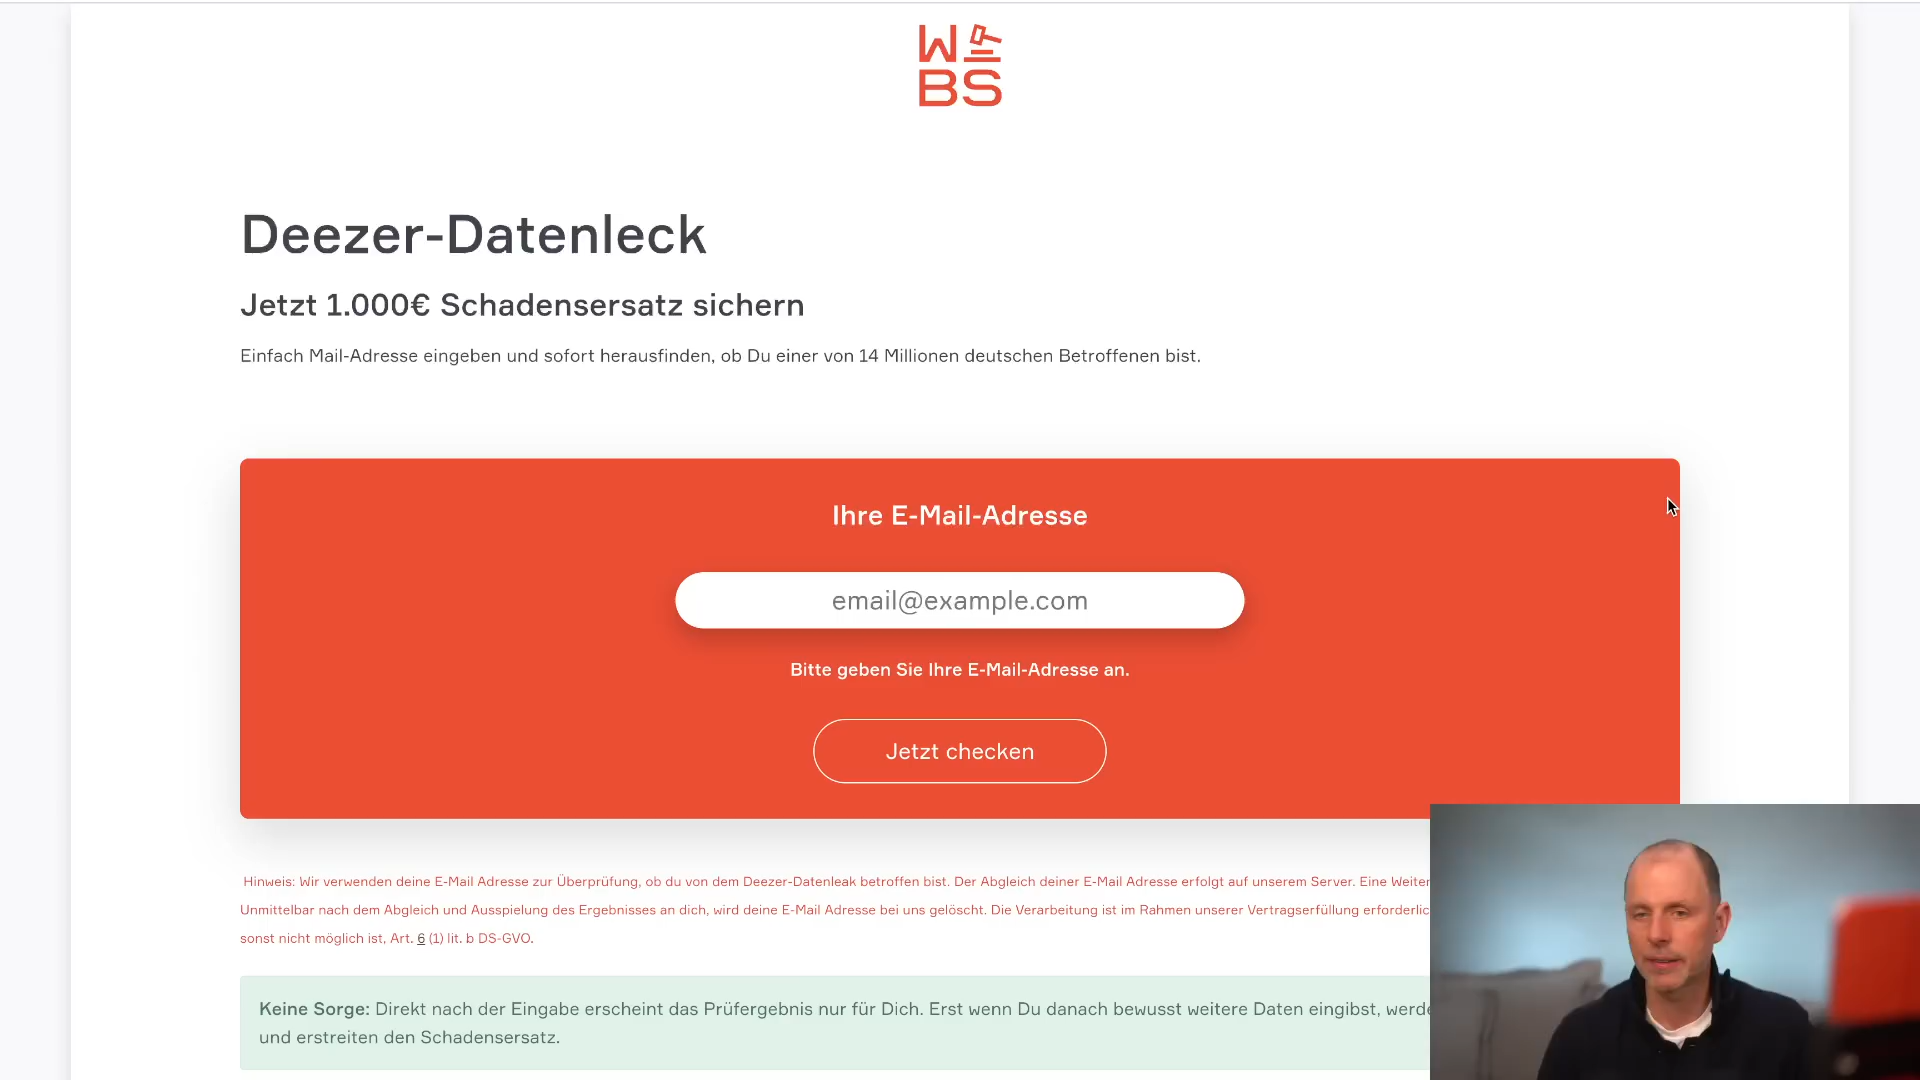 W
BS
Deezer-Datenleck
Jetzt 1.000€ Schadensersatz sichern
Einfach Mail-Adresse eingeben und sofort herausfinden, ob Du einer von 14 Millionen deutschen Betroffenen bist.
Ihre E-Mail-Adresse
email@example.com
Bitte geben Sie Ihre E-Mail-Adresse an.
Jetzt checken
Hinweis: Wir verwenden deine E-Mail Adresse zur Überprüfung, ob du von dem Deezer-Datenleak betroffen bist. Der Abgleich deiner E-Mail Adresse erfolgt auf unserem Server. Eine
Unmittelbar nach dem Abgleich und Ausspielung des Ergebnisses an dich, wird deine E-Mail Adresse bei uns gelöscht. Die Verarbeitung ist im Rahmen unserer Vertragserfüllung
sonst nicht möglich ist, Art. 6 (1) lit. b DS-GVO.
Keine Sorge: Direkt nach der Eingabe erscheint das Prüfergebnis nur für Dich. Erst wenn Du danach bewusst weitere Daten eingibst,
und erstreiten den Schadensersatz.